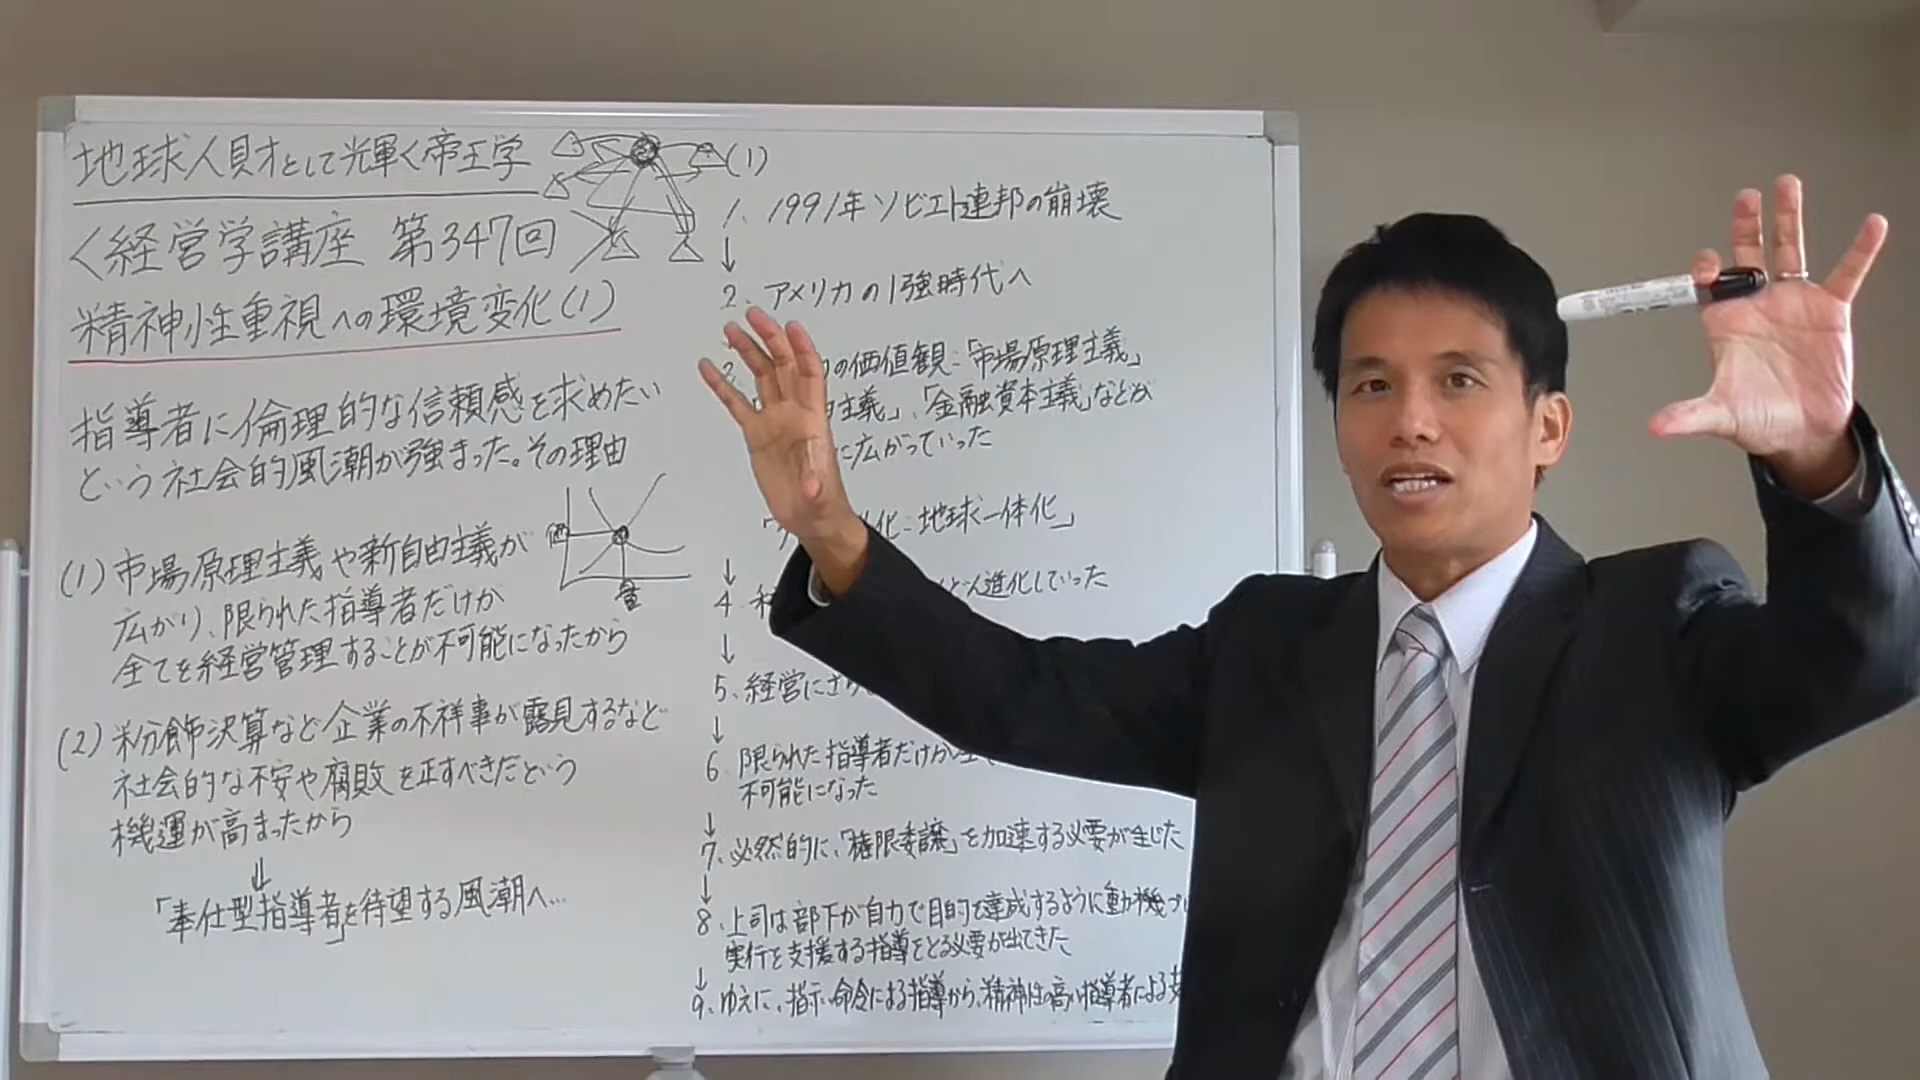 地球人財として輝く帝王学
〈経営学講座 第347回〉
精神性重視への環境変化(1)
指導者に倫理的な信頼感を求めたい
という社会的風潮が強まった。その理由
(1) 市場原理主義や新自由主義が
広がり、限られた指導者だけが
全てを経営管理することが不可能になったから
(2) 粉飾決算など企業の不祥事が露見するなど
社会的な不安や腐敗を正すべきだという
機運が高まったから
↓
「奉仕型指導者」を待望する風潮へ…
価
量
(1)
1. 1991年ソビエト連邦の崩壊
↓
2. アメリカの1強時代へ
の価値観:「市場原理主義」
主義」、「金融資本主義」などが
に広がっていった
化:地球一体化」
↓
4.
どん進化していった
↓
5. 経営に
↓
6. 限られた指導者だけが
不可能になった
↓
7. 必然的に、「権限委譲」を加速する必要が生じた
↓
8. 上司は部下が自力で目的を達成するように動機づ
実行を支援する指導をとる必要が出てきた
↓
9. ゆえに、指示・命令による指導から、精神性の高い指導者による